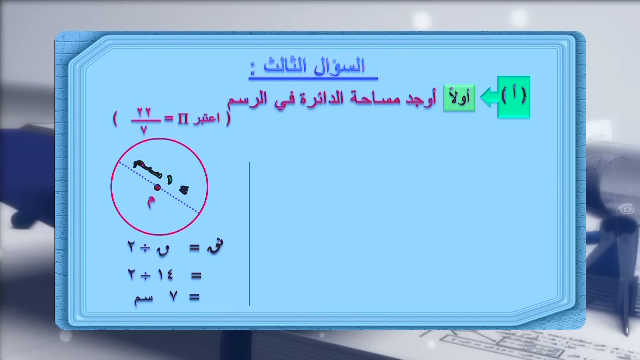 السؤال الثالث :
( أ ) أولاً أوجد مساحة الدائرة في الرسم
( اعتبر Π = ٢٢/٧ )
١٤ سم
م
نق = ق ÷ ٢
= ١٤ ÷ ٢
= ٧ سم